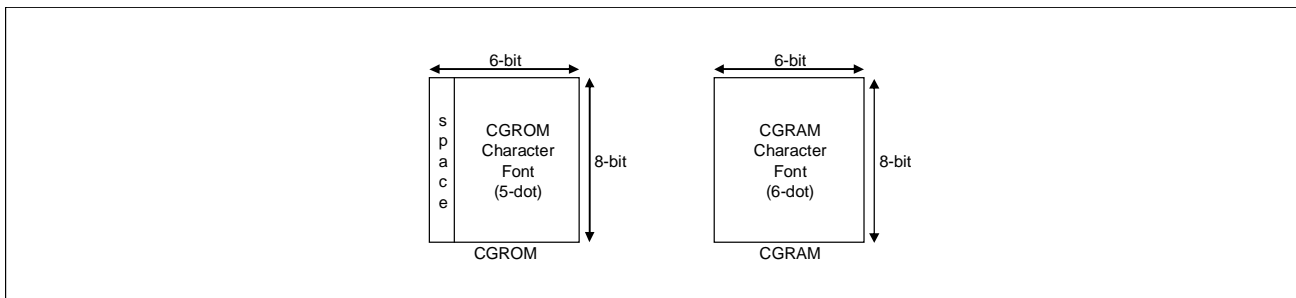 6-bit
space
CGROM
Character
Font
(5-dot)
8-bit
CGROM
6-bit
CGRAM
Character
Font
(6-dot)
8-bit
CGRAM